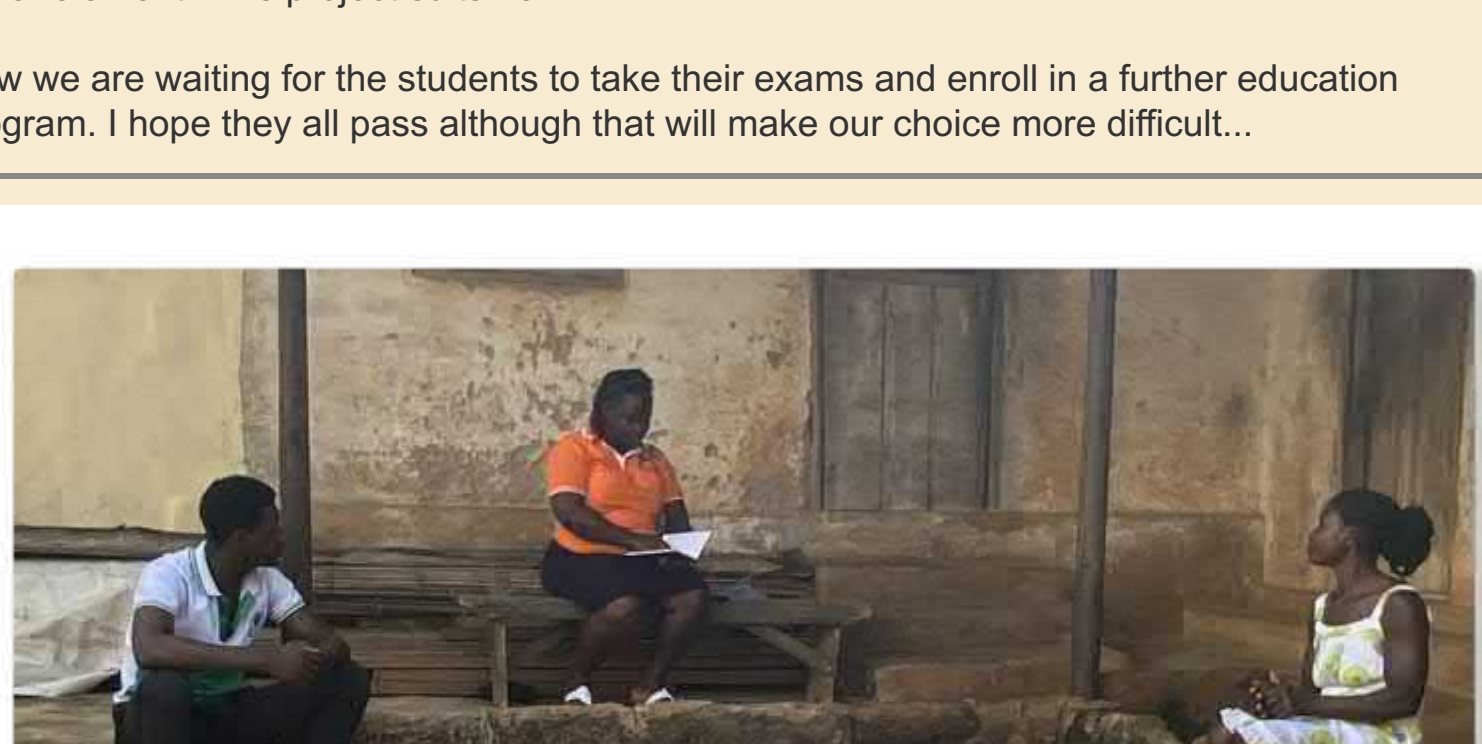 we are waiting for the students to take their exams and enroll in a further education
I hope they all pass although that will make our choice more difficult...